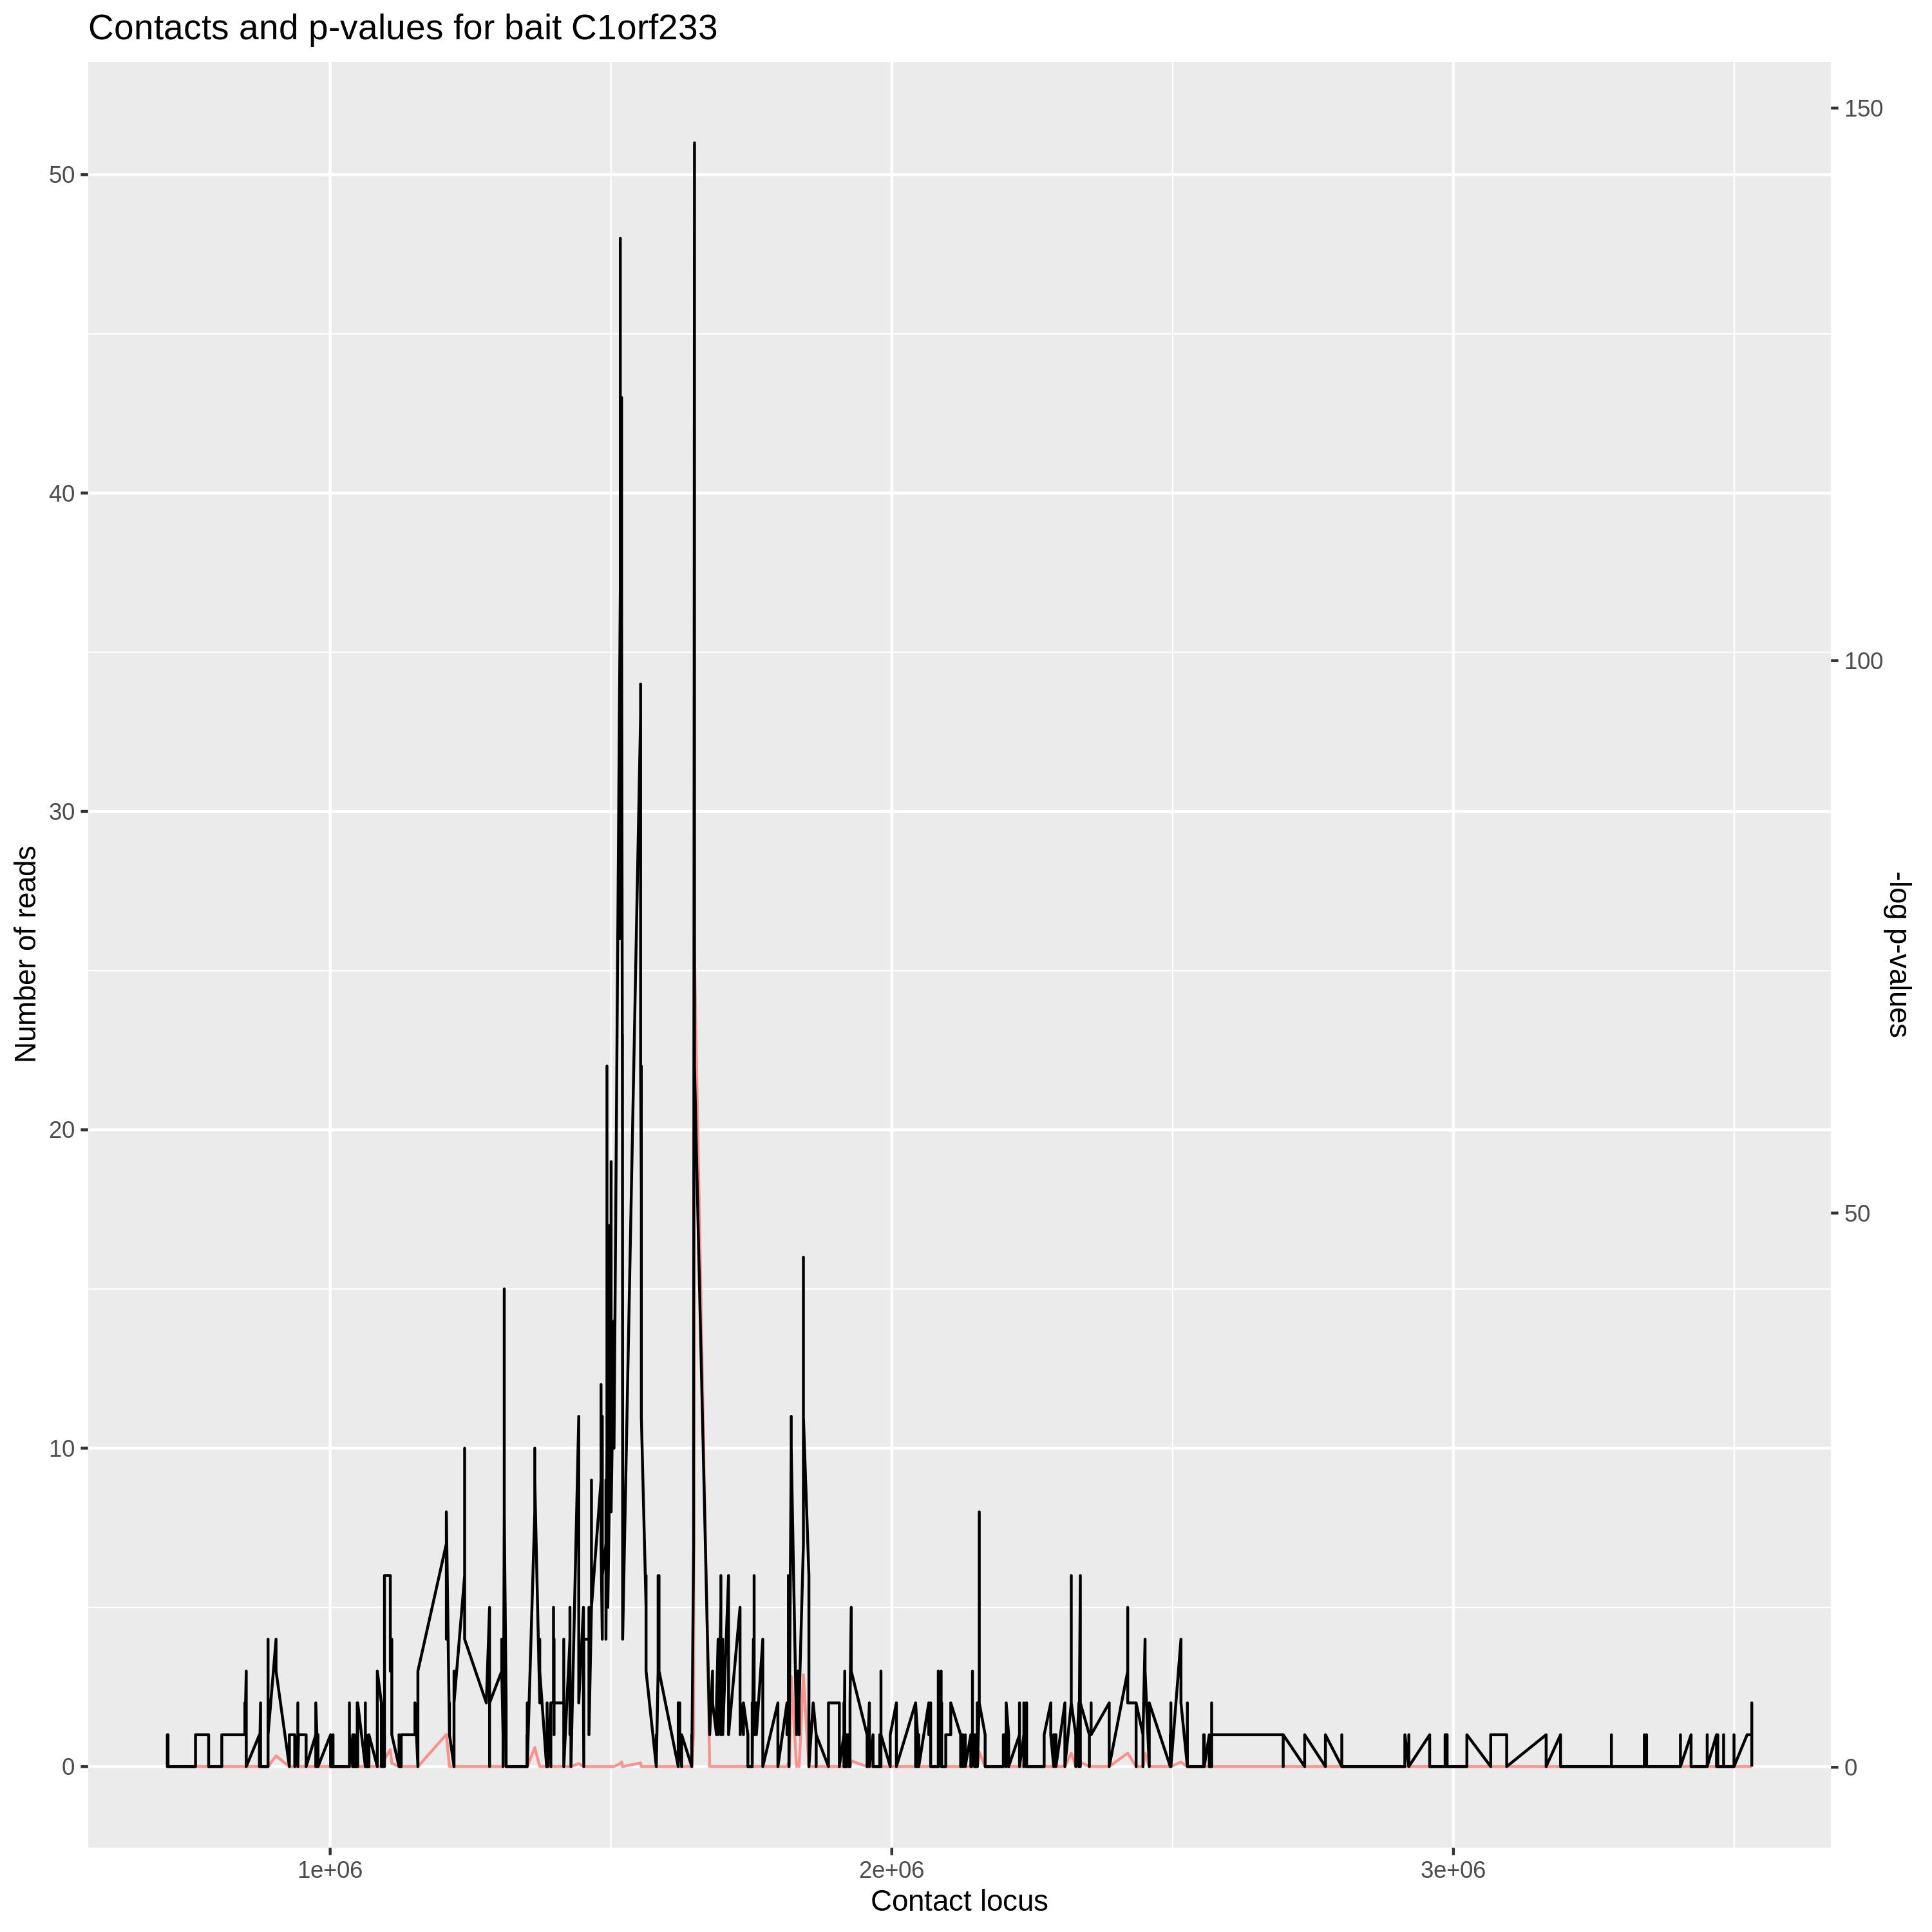 Contacts and p-values for bait C1orf233
50
40
30
20
10
0
Number of reads
150
100
50
0
-log p-values
1e+06
2e+06
3e+06
Contact locus